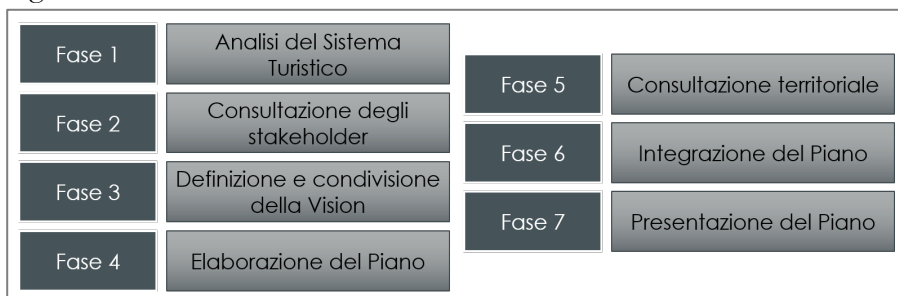 Fase 1
Analisi del Sistema
Turistico
Fase 2
Consultazione degli
stakeholder
Fase 3
Definizione e condivisione
della Vision
Fase 4
Elaborazione del Piano
Fase 5
Consultazione territoriale
Fase 6
Integrazione del Piano
Fase 7
Presentazione del Piano